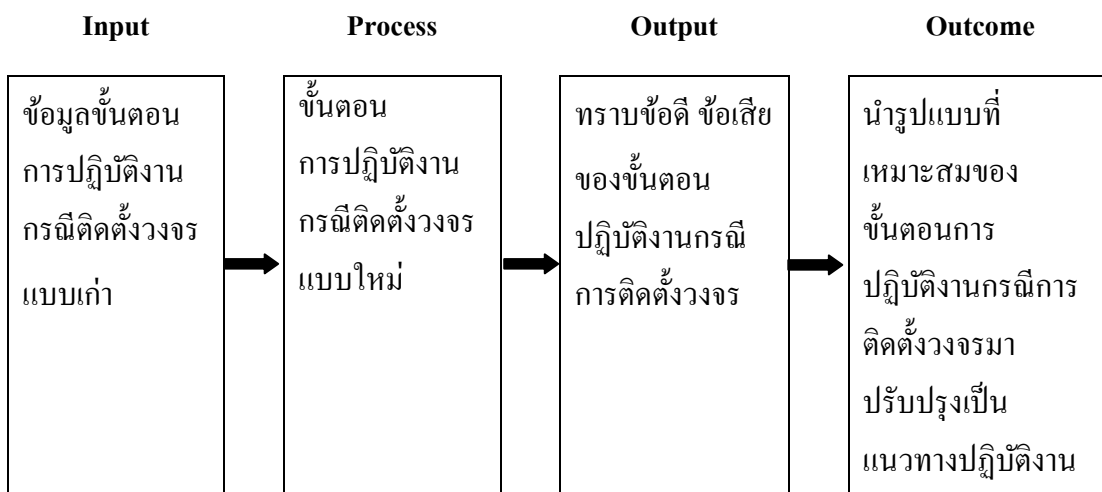 Input Process Output Outcome
ข้อมูลขั้นตอน
การปฏิบัติงาน
กรณีติดตั้งวงจร
แบบเก่า
ขั้นตอน
การปฏิบัติงาน
กรณีติดตั้งวงจร
แบบใหม่
ทราบข้อดี ข้อเสีย
ของขั้นตอน
ปฏิบัติงานกรณี
การติดตั้งวงจร
นำรูปแบบที่
เหมาะสมของ
ขั้นตอนการ
ปฏิบัติงานกรณีการ
ติดตั้งวงจรมา
ปรับปรุงเป็น
แนวทางปฏิบัติงาน